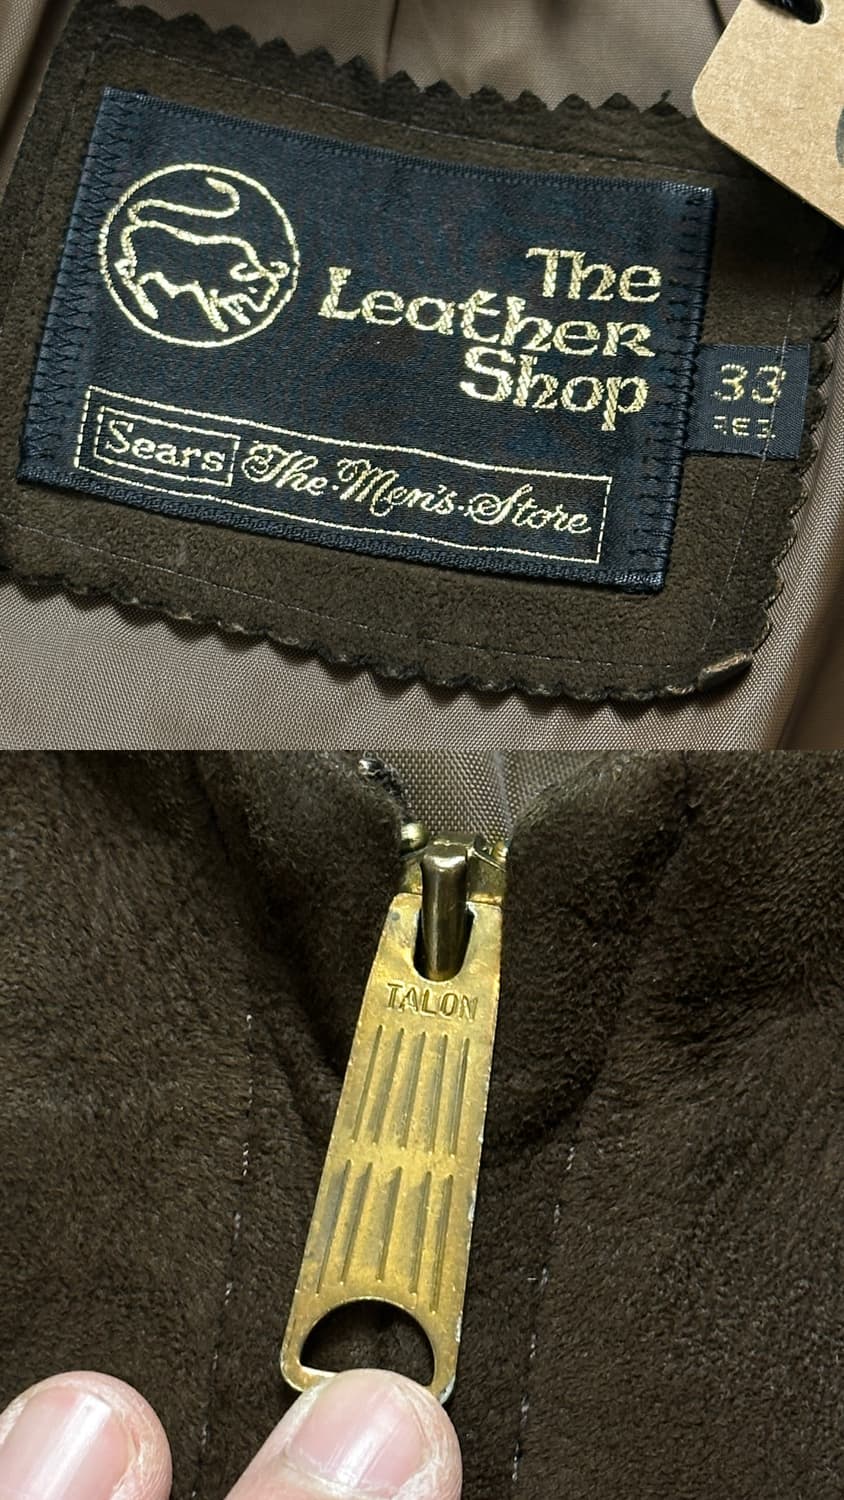 The
Leather
Shop
33
REG
Sears The Men's Store
TALON